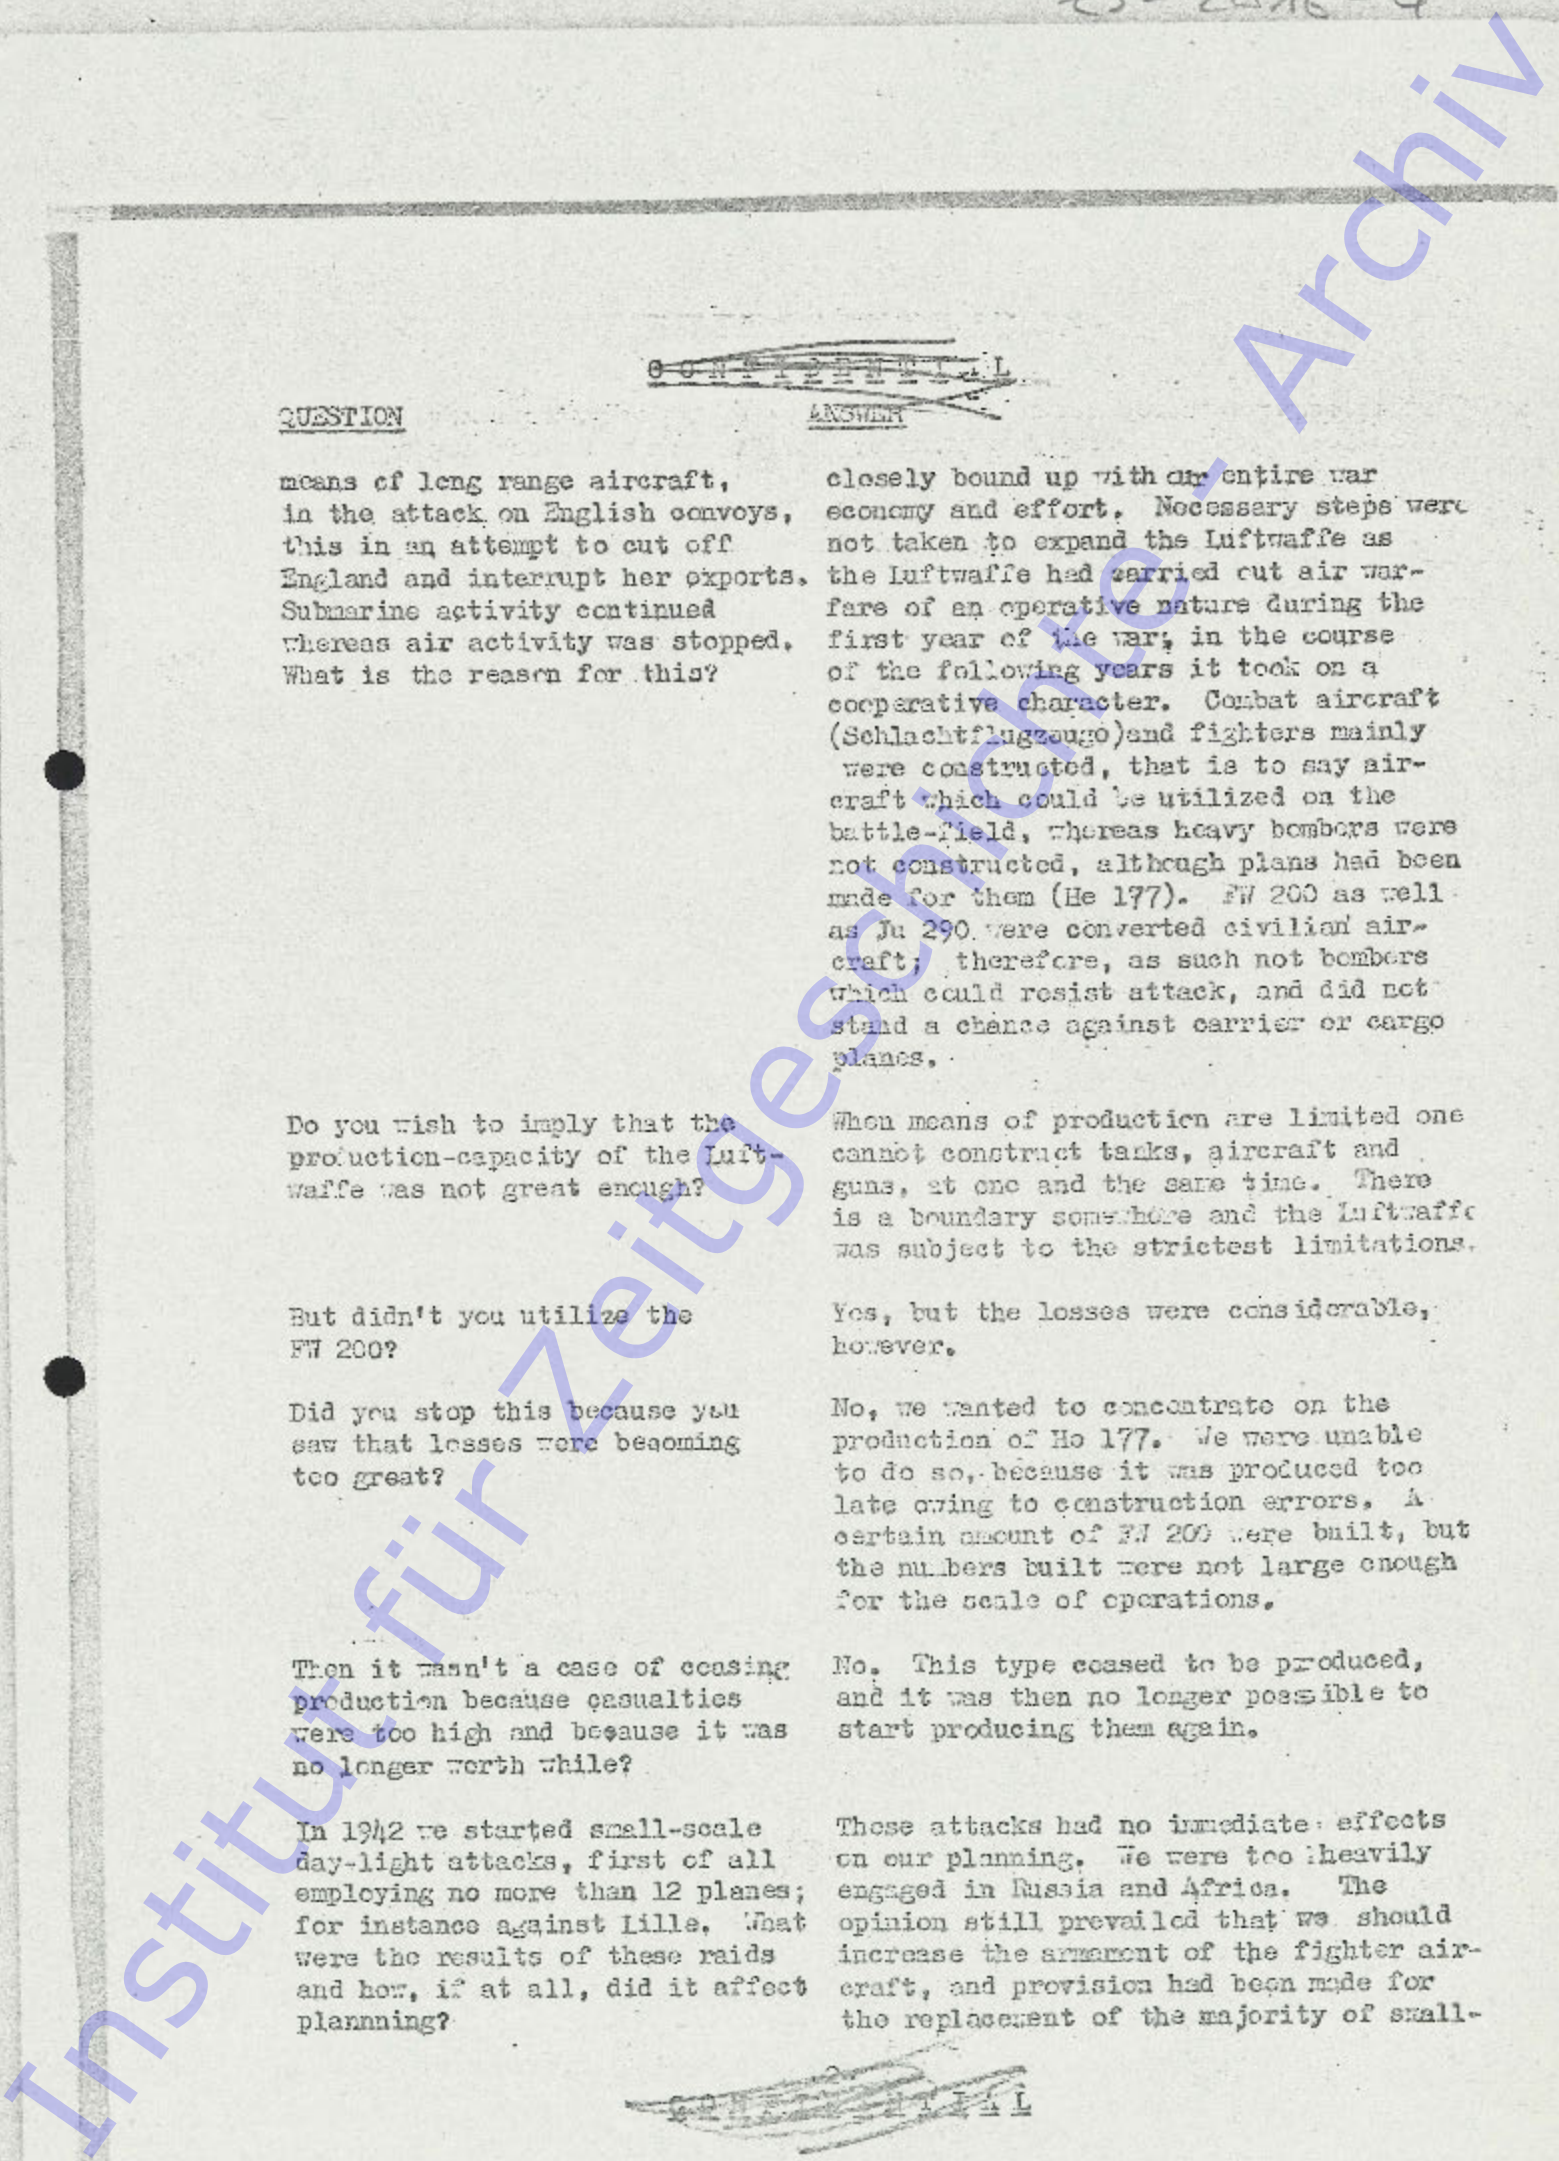 CONFIDENTIAL
QUESTION
means of long range aircraft,
in the attack on English convoys,
this in an attempt to cut off
England and interrupt her exports.
Submarine activity continued
whereas air activity was stopped.
What is the reason for this?
Do you wish to imply that the
production-capacity of the Luft-
waffe was not great enough?
But didn't you utilize the
FW 200?
Did you stop this because you
saw that losses were becoming
too great?
Then it wasn't a case of ceasing
production because casualties
were too high and because it was
no longer worth while?
In 1942 we started small-scale
day-light attacks, first of all
employing no more than 12 planes;
for instance against Lille. What
were the results of these raids
and how, if at all, did it affect
plannning?
ANSWER
closely bound up with our entire war
economy and effort. Necessary steps were
not taken to expand the Luftwaffe as
the Luftwaffe had carried out air war-
fare of an operative nature during the
first year of the war; in the course
of the following years it took on a
cooperative character. Combat aircraft
(Schlachtflugzeuge)and fighters mainly
were constructed, that is to say air-
craft which could be utilized on the
battle-field, whereas heavy bombers were
not constructed, although plans had been
made for them (He 177). FW 200 as well
as Ju 290 were converted civilian air-
craft; therefore, as such not bombers
which could resist attack, and did not
stand a chance against carrier or cargo
planes.
When means of production are limited one
cannot construct tanks, aircraft and
guns, at one and the same time. There
is a boundary somewhere and the Luftwaffe
was subject to the strictest limitations.
Yes, but the losses were considerable,
however.
No, we wanted to concentrate on the
production of He 177. We were unable
to do so, because it was produced too
late owing to construction errors. A
certain amount of FW 200 were built, but
the numbers built were not large enough
for the scale of operations.
No. This type ceased to be produced,
and it was then no longer possible to
start producing them again.
These attacks had no immediate effects
on our planning. We were too heavily
engaged in Russia and Africa. The
opinion still prevailed that we should
increase the armament of the fighter air-
craft, and provision had been made for
the replacement of the majority of small-
CONFIDENTIAL
Institut für Zeitgeschichte - Archiv